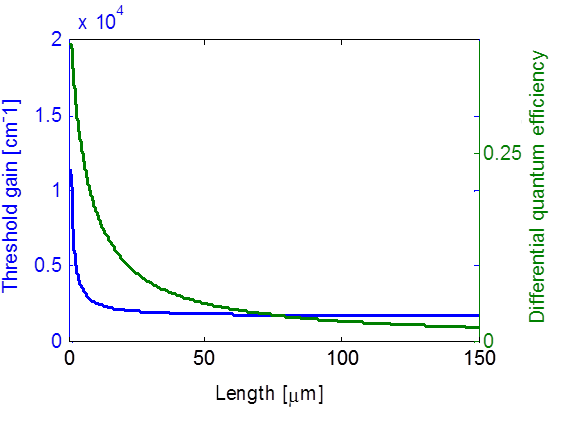 x 10^4
2
1.5
1
0.5
0
Threshold gain [cm^-1]
0.25
0
Differential quantum efficiency
0 50 100 150
Length [μm]